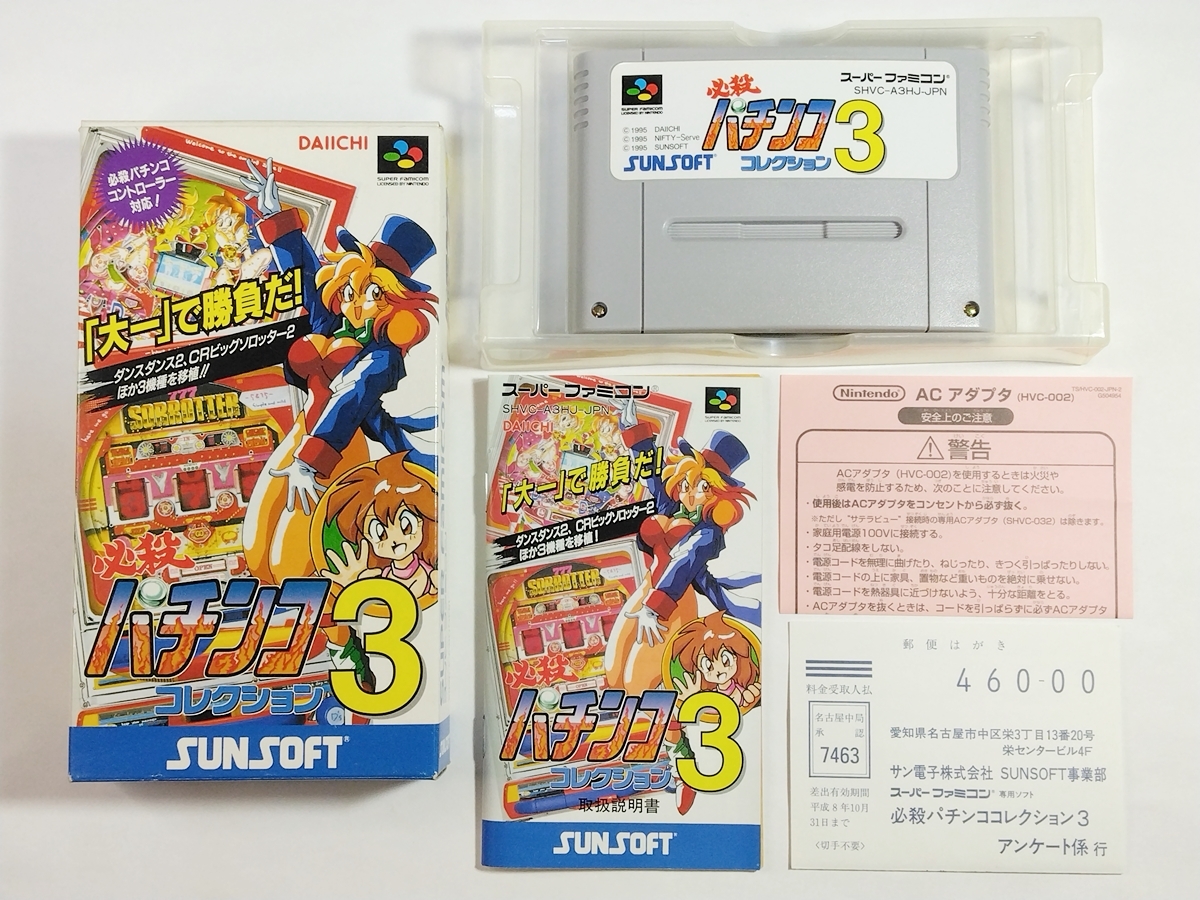 DAIICHI
SUPER FAMICOM
LICENSED BY NINTENDO
必殺パチンコ
コントローラー
対応!
「大一」で勝負だ!
ダンスダンス2、CRビッグソロッター2
ほか3機種を移植!!
777
SORROTTER
OPEN
必殺
パチンコ
コレクション
3
SUNSOFT®
SUPER FAMICOM
LICENSED BY NINTENDO
スーパーファミコン®
SHVC-A3HJ-JPN
© 1995 DAIICHI
© 1995 NIFTY-Serve
© 1995 SUNSOFT
SUNSOFT®
必殺
パチンコ
コレクション
3
スーパーファミコン®
SHVC-A3HJ-JPN
DAIICHI
「大一」で勝負だ!
ダンスダンス2、CRビッグソロッター2
ほか3機種を移植!
777
SORROTTER
必殺
パチンコ
コレクション
3
取扱説明書
SUNSOFT®
Nintendo® AC アダプタ (HVC-002)
安全上のご注意
警告
ACアダプタ (HVC-002) を使用するときは火災や
感電を防止するため、次のことに注意してください。
・使用後はACアダプタをコンセントから必ず抜く。
※ただし“サテラビュー”接続時の専用ACアダプタ (SHVC-032) は除きます。
・家庭用電源100Vに接続する。
・タコ足配線をしない。
・電源コードを無理に曲げたり、ねじったり、きつく引っぱったりしない。
・電源コードの上に家具、置物など重いものを絶対に乗せない。
・電源コードを熱器具に近づけないよう、十分な距離をとる。
・ACアダプタを抜くときは、コードを引っぱらずに必ずACアダプタ
郵便はがき
460-00
料金受取人払
名古屋中局
承認
7463
差出有効期間
平成8年10月
31日まで
〈切手不要〉
愛知県名古屋市中区栄3丁目13番20号
栄センタービル4F
サン電子株式会社 SUNSOFT事業部
スーパーファミコン® 専用ソフト
必殺パチンココレクション3
アンケート係 行